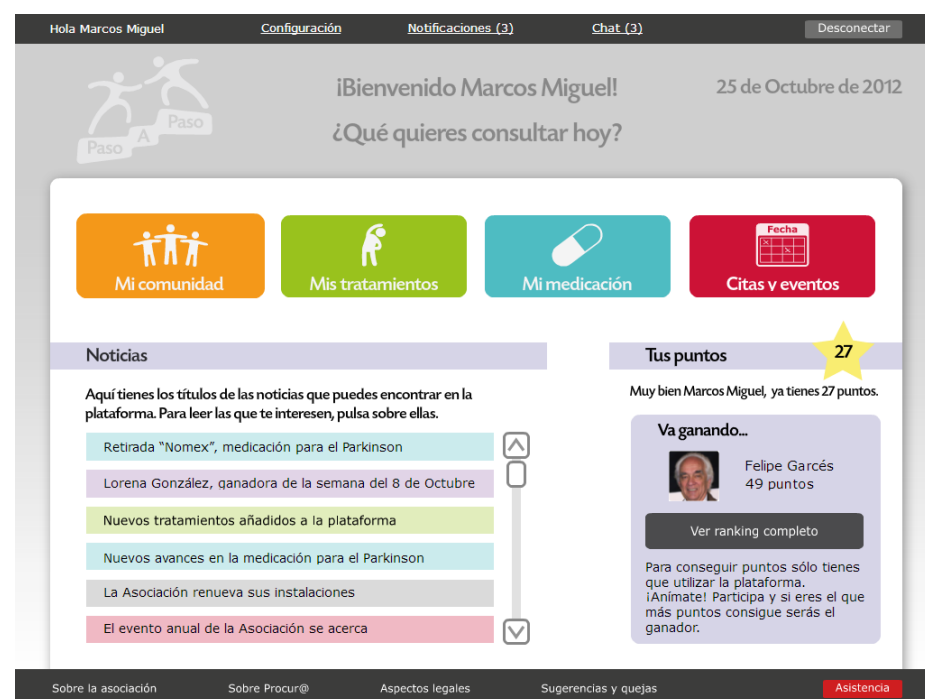 Hola Marcos Miguel
Configuración
Notificaciones (3)
Chat (3)
Desconectar
Paso
A
Paso
¡Bienvenido Marcos Miguel!
25 de Octubre de 2012
¿Qué quieres consultar hoy?
Mi comunidad
Mis tratamientos
Mi medicación
Fecha
Citas y eventos
Noticias
Aquí tienes los títulos de las noticias que puedes encontrar en la
plataforma. Para leer las que te interesen, pulsa sobre ellas.
Retirada "Nomex", medicación para el Parkinson
Lorena González, ganadora de la semana del 8 de Octubre
Nuevos tratamientos añadidos a la plataforma
Nuevos avances en la medicación para el Parkinson
La Asociación renueva sus instalaciones
El evento anual de la Asociación se acerca
Tus puntos
27
Muy bien Marcos Miguel, ya tienes 27 puntos.
Va ganando...
Felipe Garcés
49 puntos
Ver ranking completo
Para conseguir puntos sólo tienes
que utilizar la plataforma.
¡Anímate! Participa y si eres el que
más puntos consigue serás el
ganador.
Sobre la asociación
Sobre Procur@
Aspectos legales
Sugerencias y quejas
Asistencia